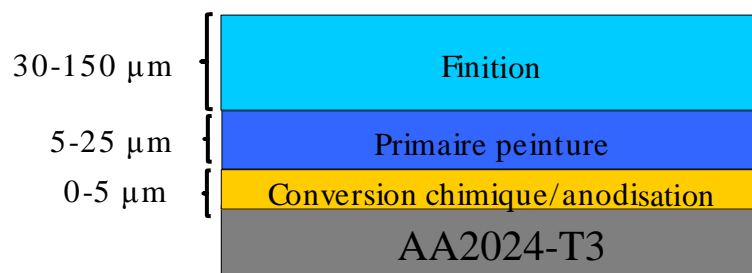 30-150 µm
Finition
5-25 µm
Primaire peinture
0-5 µm
Conversion chimique/anodisation
AA2024-T3